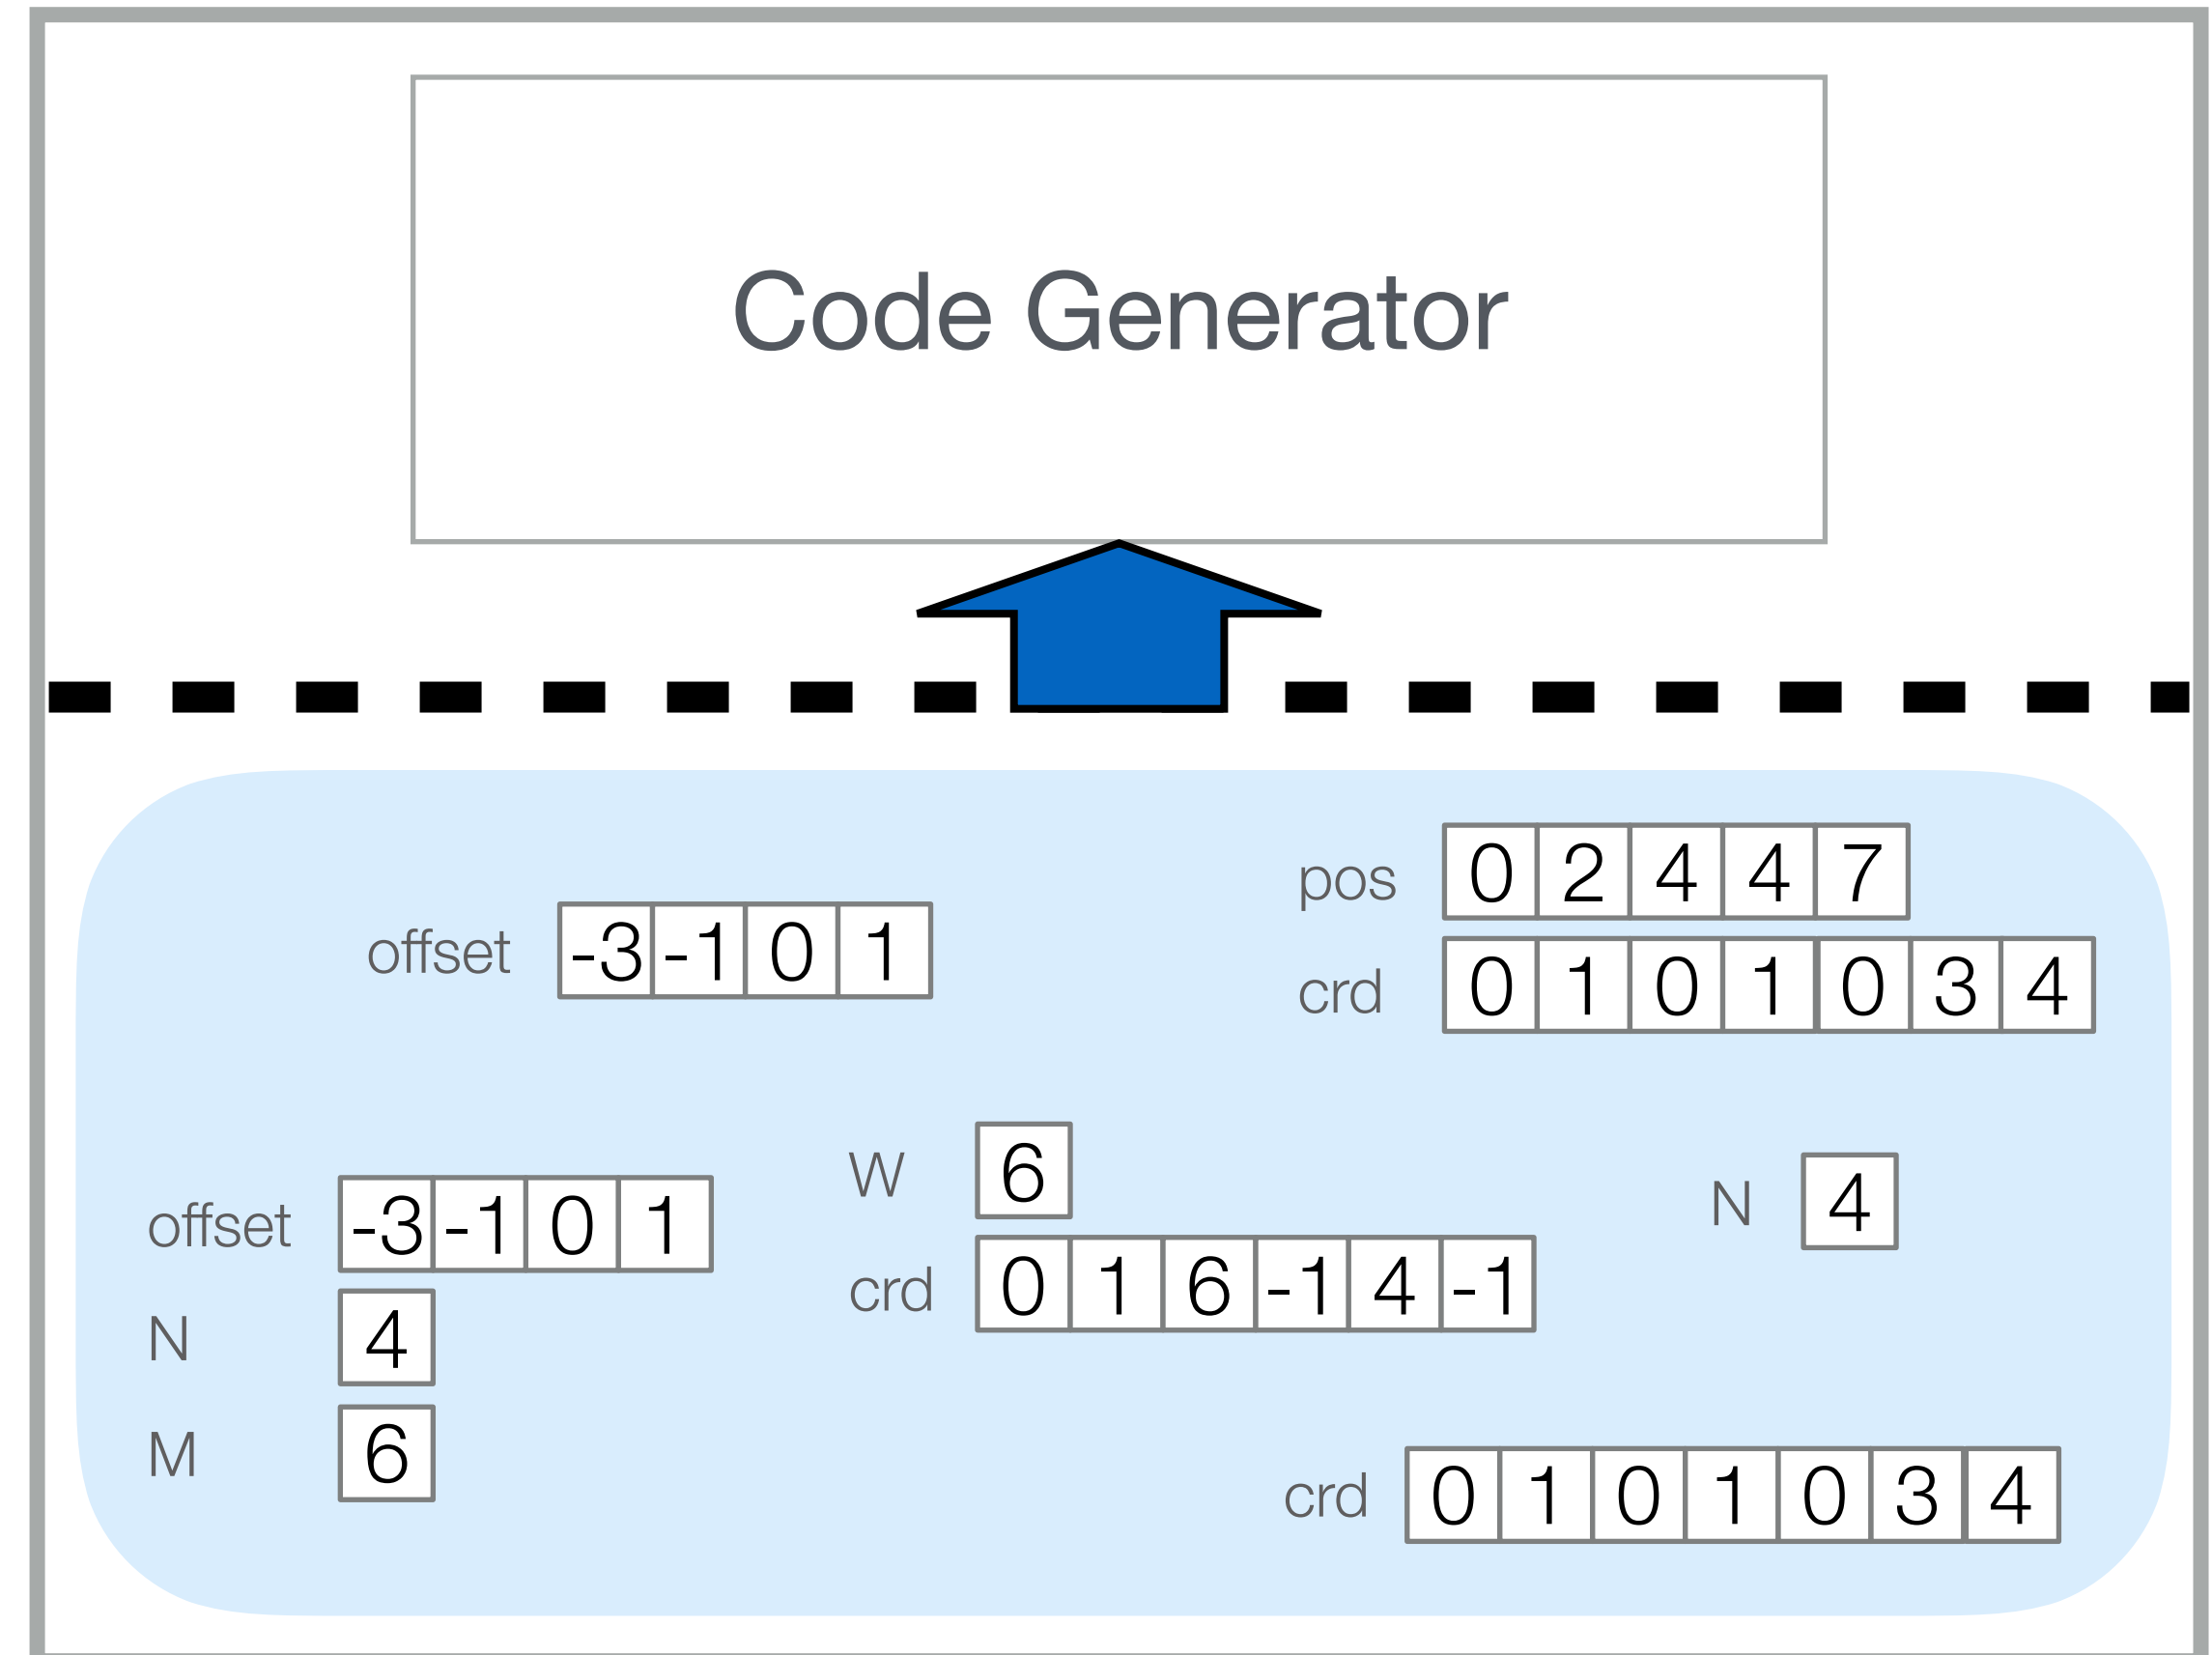 Code Generator
pos 0 2 4 4 7
offset -3 -1 0 1
crd 0 1 0 1 0 3 4
W 6
N 4
offset -3 -1 0 1
crd 0 1 6 -1 4 -1
N 4
M 6
crd 0 1 0 1 0 3 4